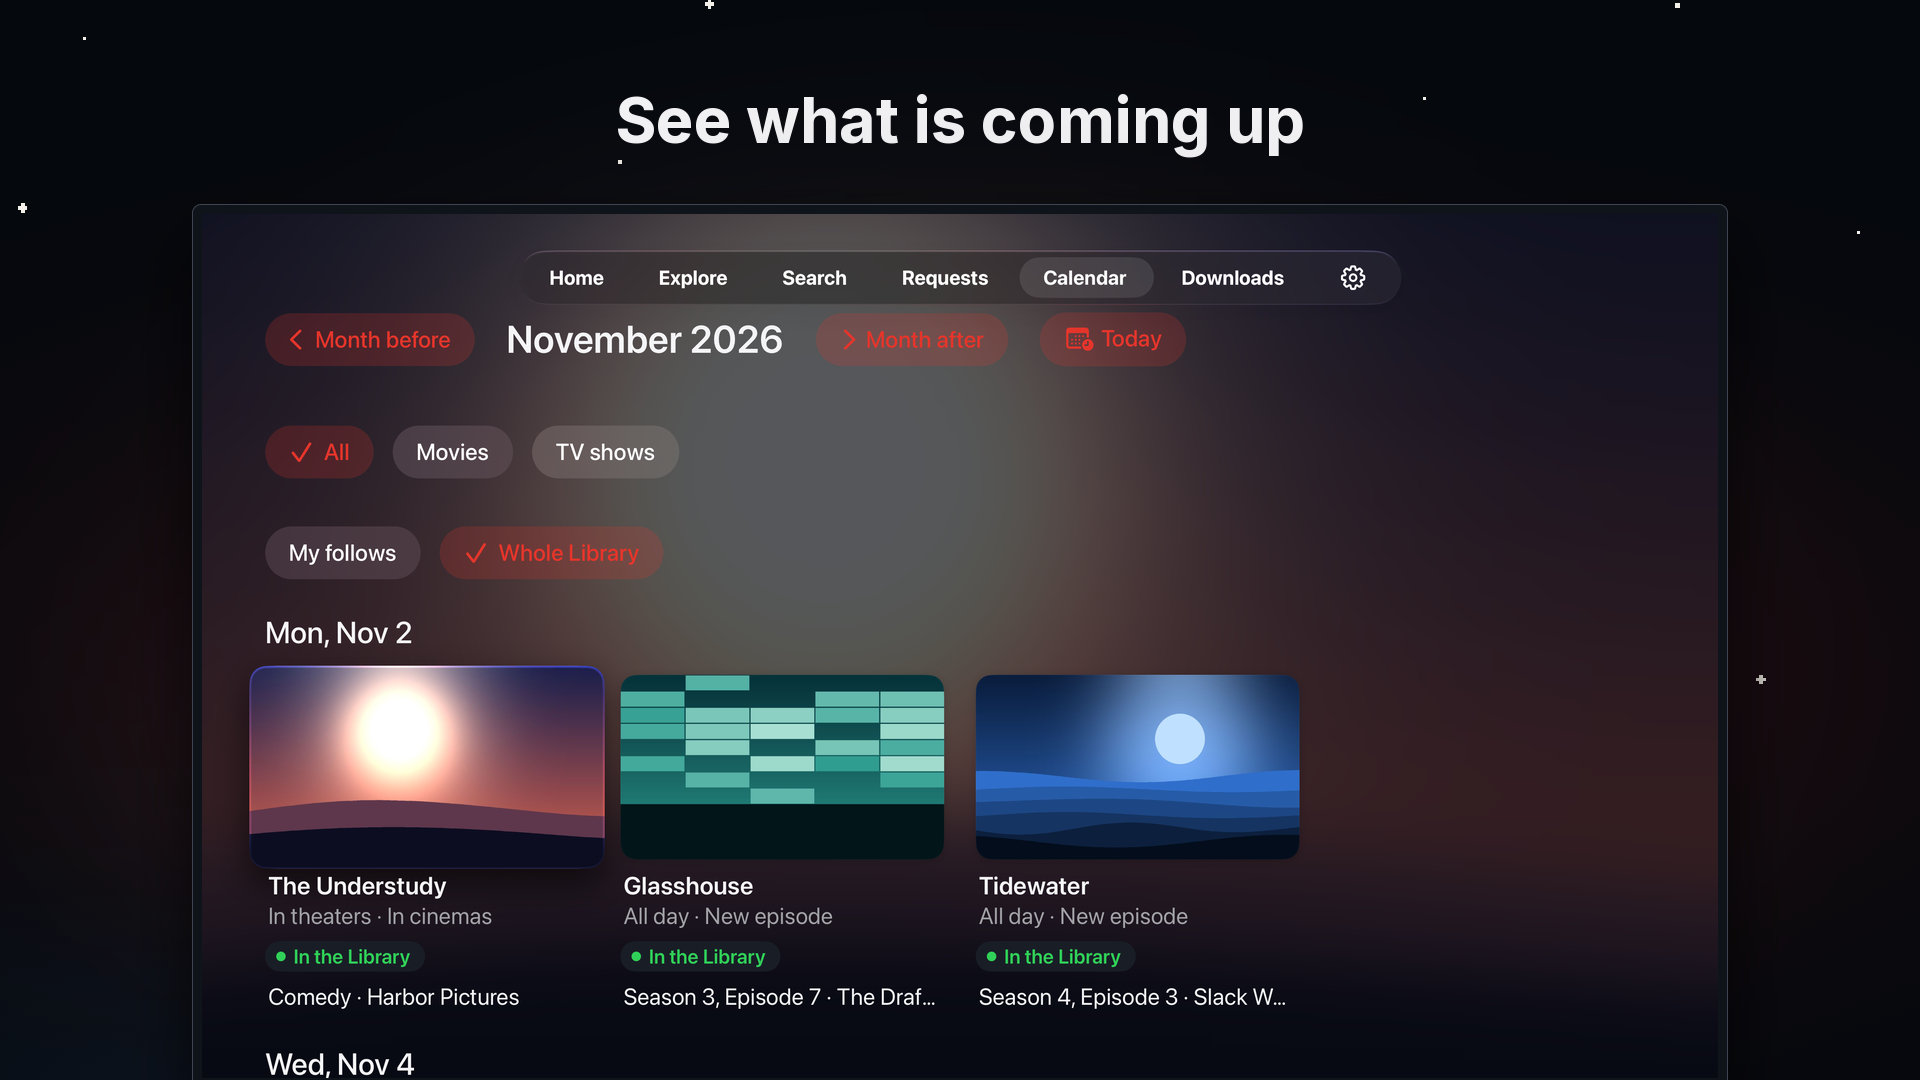 See what is coming up
Home Explore Search Requests Calendar Downloads
Month before November 2026 Month after Today
All Movies TV shows
My follows Whole Library
Mon, Nov 2
The Understudy
In theaters · In cinemas
In the Library
Comedy · Harbor Pictures
Glasshouse
All day · New episode
In the Library
Season 3, Episode 7 · The Draf...
Tidewater
All day · New episode
In the Library
Season 4, Episode 3 · Slack W...
Wed, Nov 4